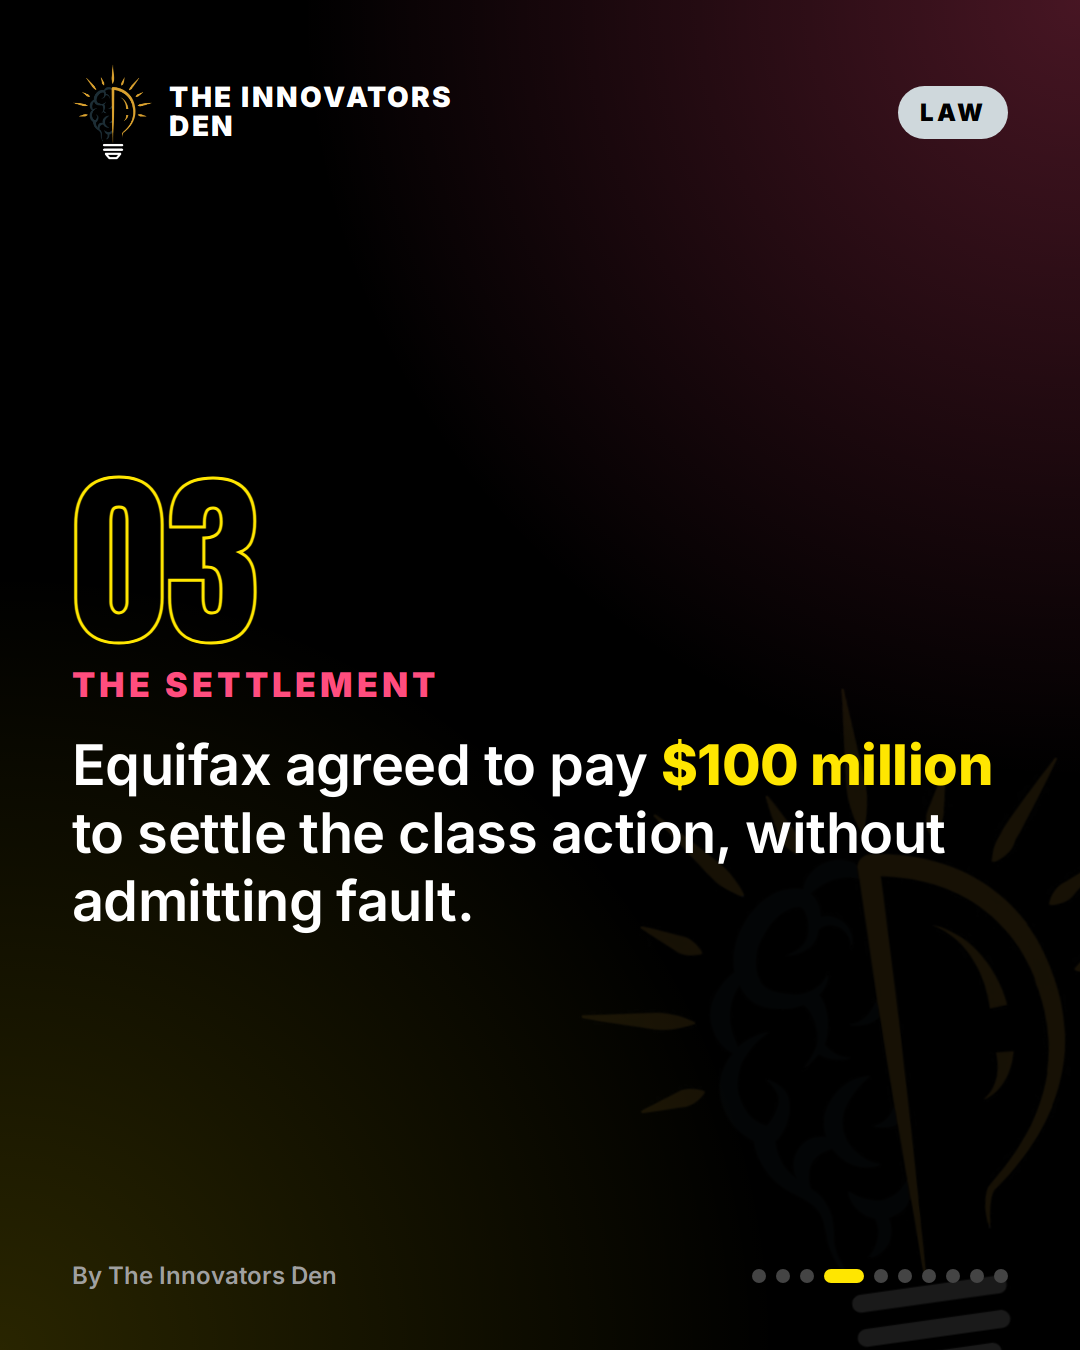 THE INNOVATORS
DEN
LAW
03
THE SETTLEMENT
Equifax agreed to pay $100 million
to settle the class action, without
admitting fault.
By The Innovators Den